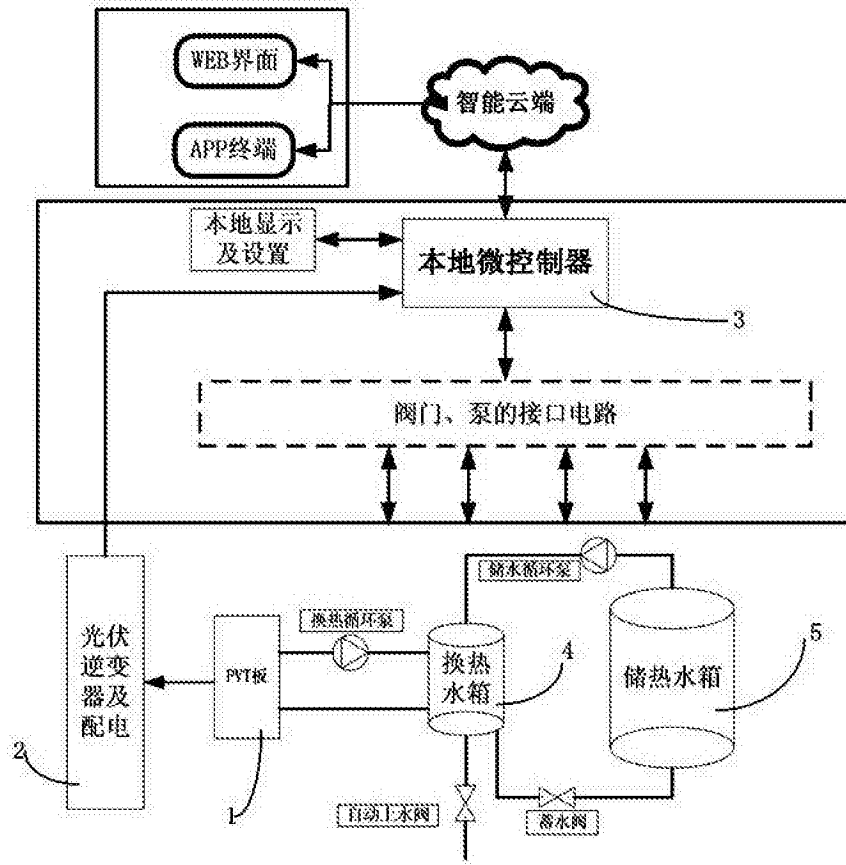 WEB界面
智能云端
APP终端
本地显示
及设置
本地微控制器
3
阀门、泵的接口电路
储水循环泵
光伏
逆变
器及
配电
换热循环泵
PVT板
换热
水箱
4
储热水箱
5
2
1
自动上水阀
蓄水阀